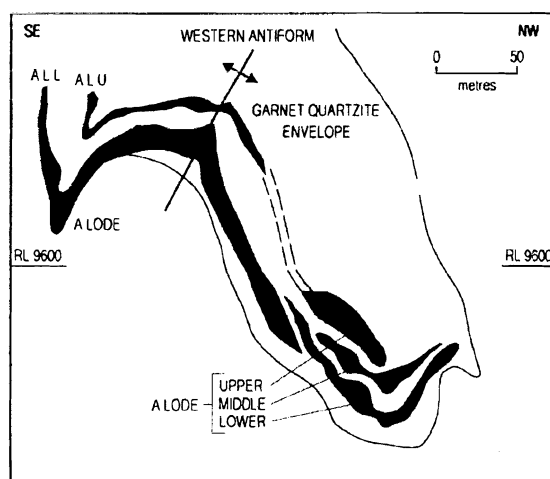 SE
NW
WESTERN ANTIFORM
0 50
metres
ALL ALU
GARNET QUARTZITE
ENVELOPE
A LODE
RL 9600
RL 9600
UPPER
A LODE MIDDLE
LOWER